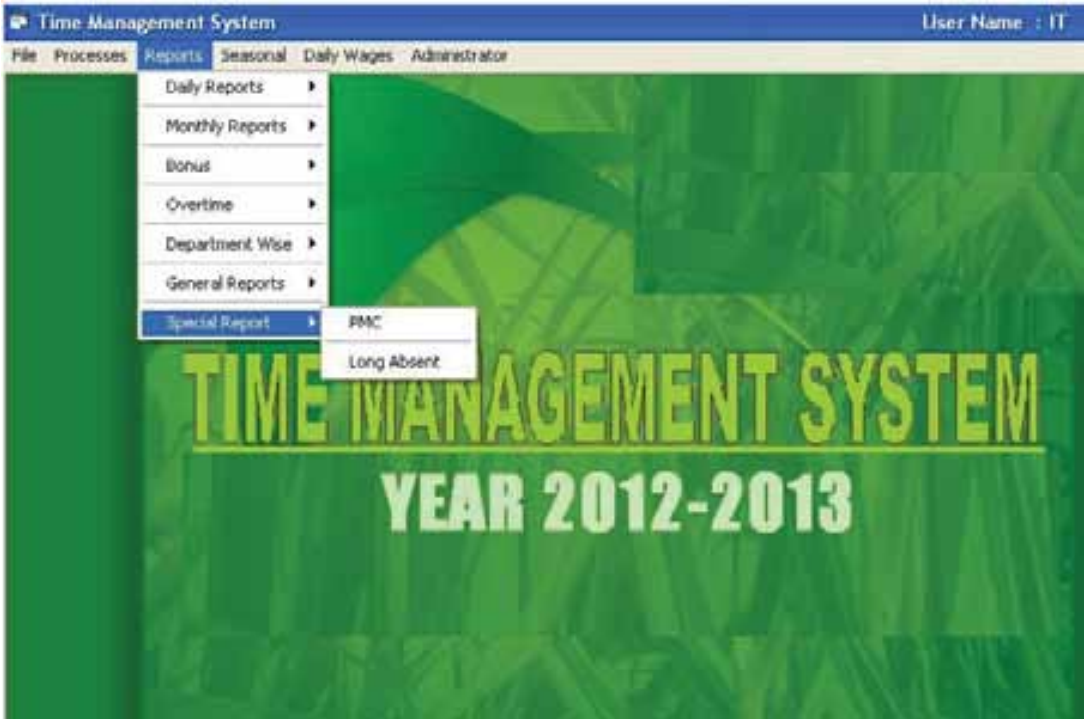 Time Management System User Name : IT
File Processes Reports Seasonal Daily Wages Administrator
Daily Reports
Monthly Reports
Bonus
Overtime
Department Wise
General Reports
Special Report
PMC
Long Absent
TIME MANAGEMENT SYSTEM
YEAR 2012-2013